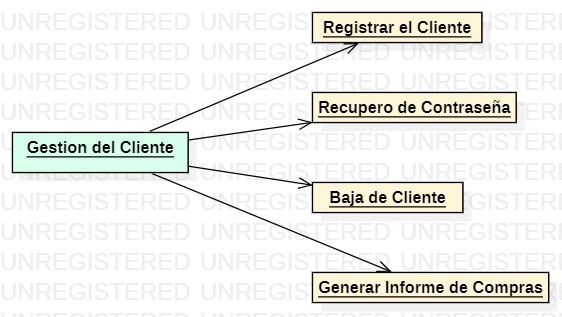 Registrar el Cliente
Recupero de Contraseña
Gestion del Cliente
Baja de Cliente
Generar Informe de Compras
UNREGISTERED UNREGISTERED UNREGISTERED